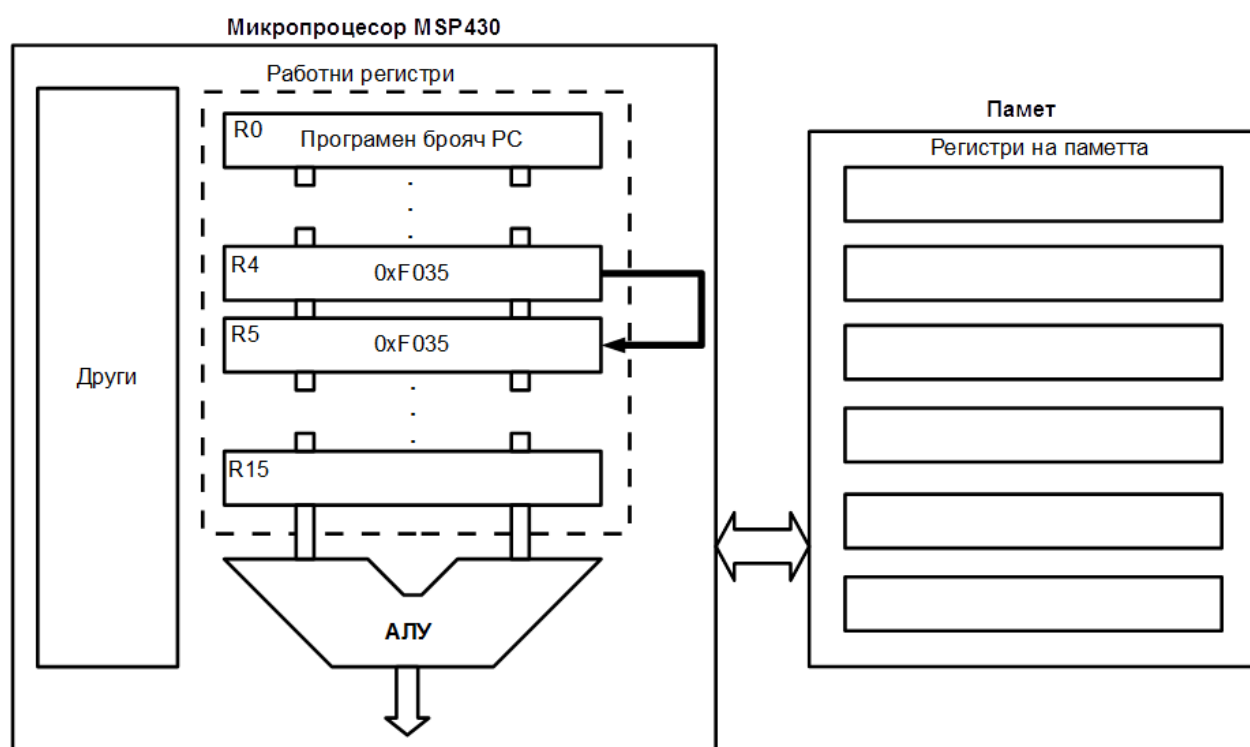 Микропроцесор MSP430
Работни регистри
R0
Програмен брояч PC
R4
0xF035
R5
0xF035
R15
Други
АЛУ
Памет
Регистри на паметта